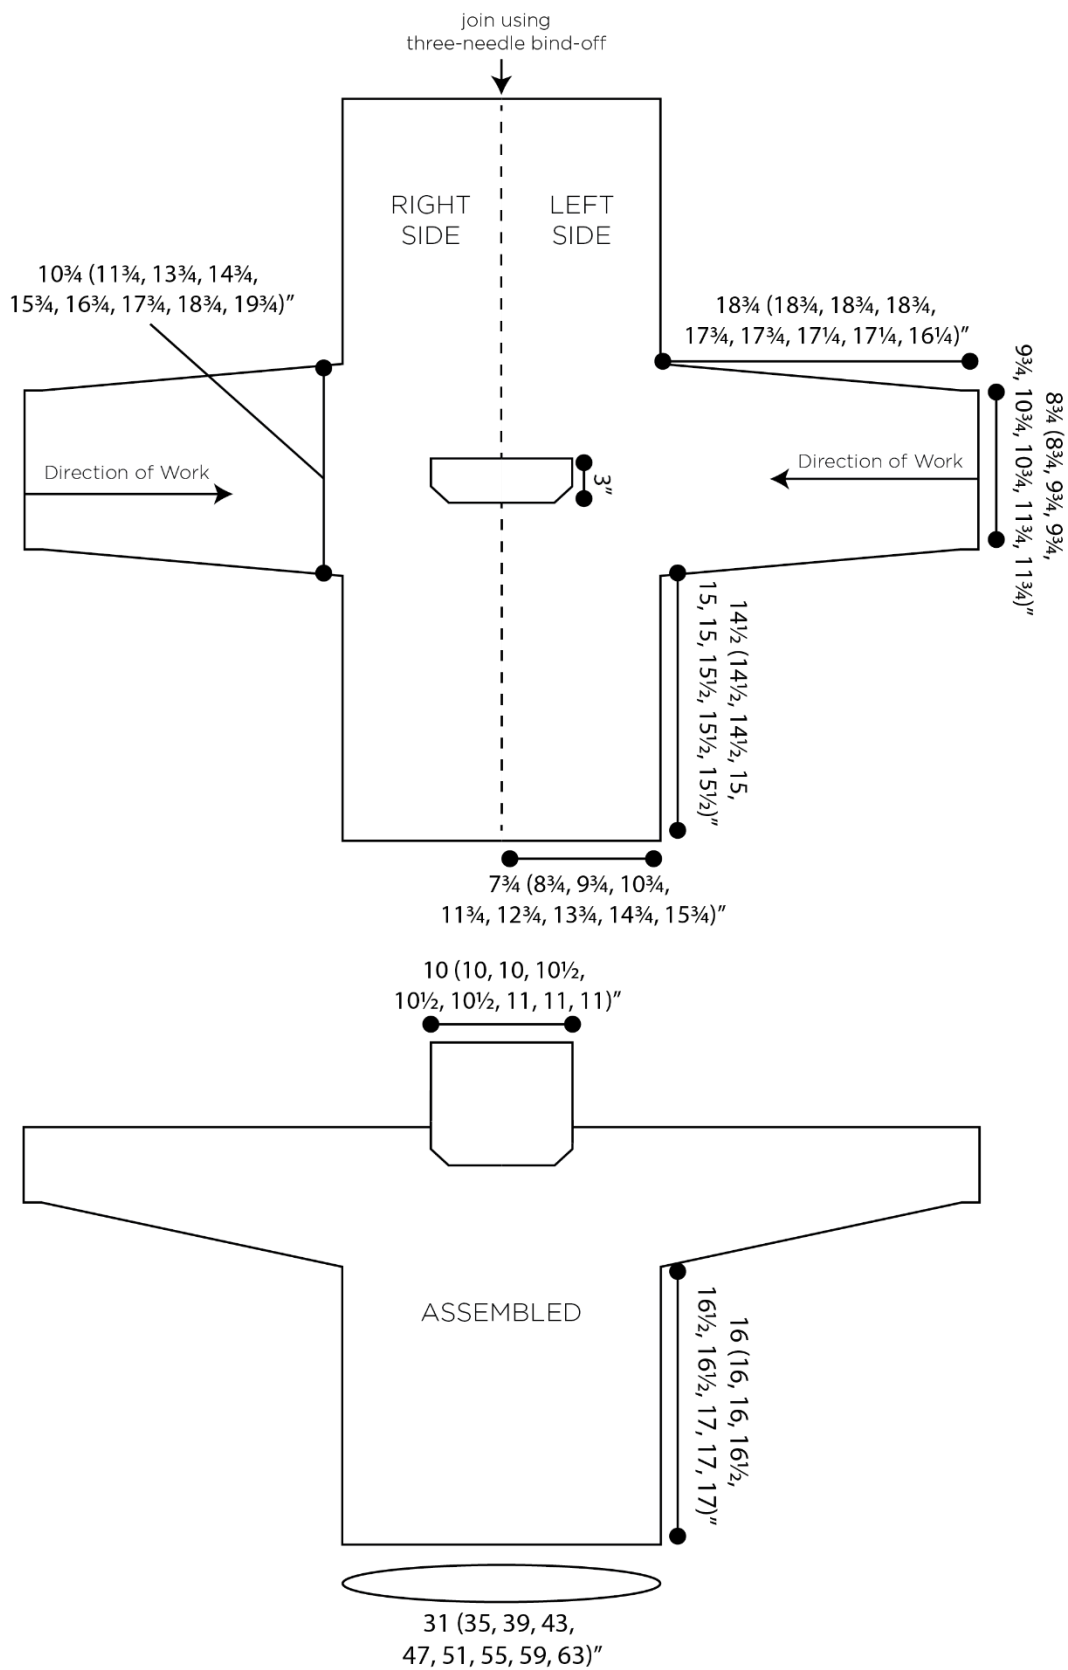 join using
three-needle bind-off
RIGHT
SIDE
LEFT
SIDE
10¾ (11¾, 13¾, 14¾,
15¾, 16¾, 17¾, 18¾, 19¾)”
18¾ (18¾, 18¾, 18¾,
17¾, 17¾, 17¼, 17¼, 16¼)”
8¾ (8¾, 9¾, 9¾,
9¾, 10¾, 10¾, 11¾, 11¾)”
Direction of Work
3”
Direction of Work
14½ (14½, 14½, 15,
15, 15, 15½, 15½, 15½)”
7¾ (8¾, 9¾, 10¾,
11¾, 12¾, 13¾, 14¾, 15¾)”
10 (10, 10, 10½,
10½, 10½, 11, 11, 11)”
ASSEMBLED
16 (16, 16, 16½,
16½, 16½, 17, 17, 17)”
31 (35, 39, 43,
47, 51, 55, 59, 63)”